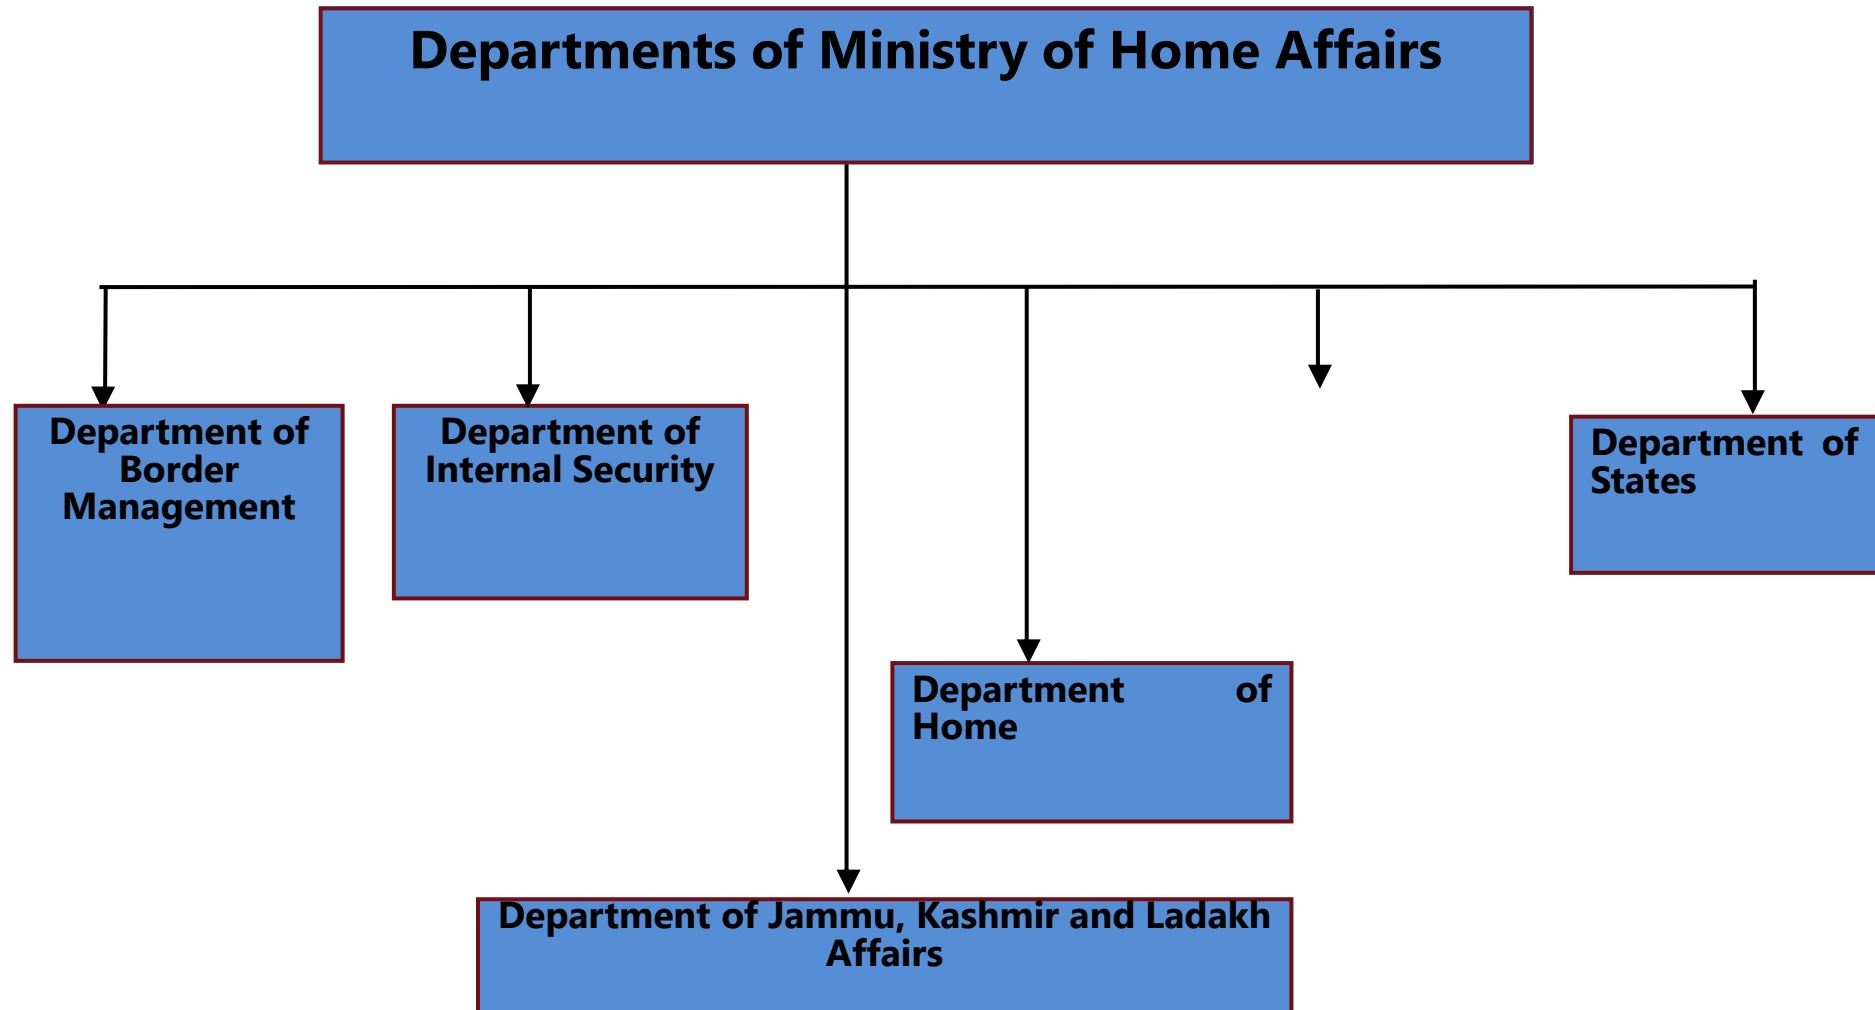 Departments of Ministry of Home Affairs
Department of
Border
Management
Department of
Internal Security
Department of
States
Department of
Home
Department of Jammu, Kashmir and Ladakh
Affairs